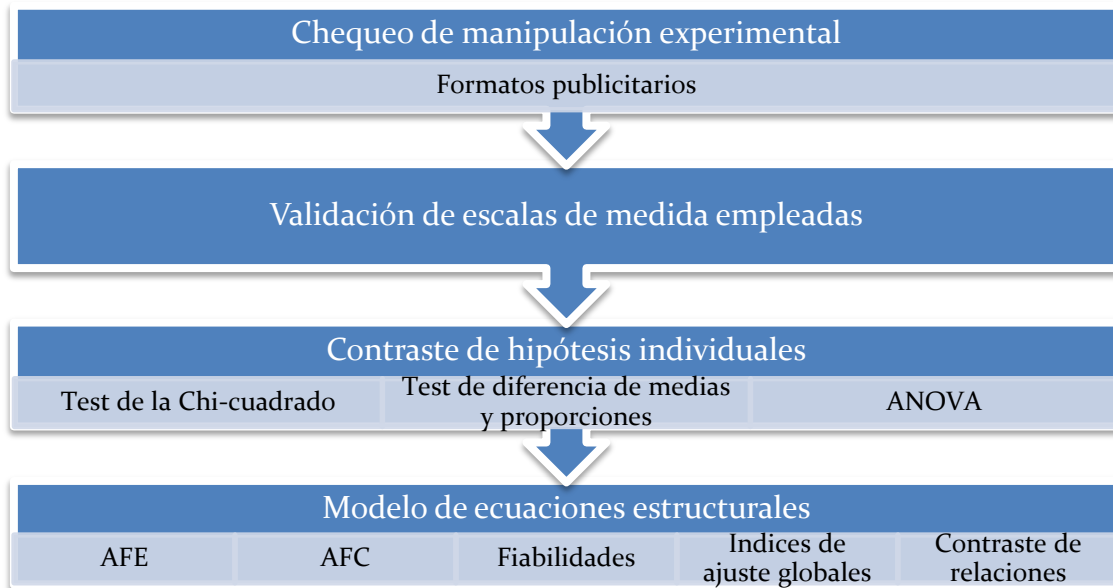 Chequeo de manipulación experimental
Formatos publicitarios
Validación de escalas de medida empleadas
Contraste de hipótesis individuales
Test de la Chi-cuadrado
Test de diferencia de medias
y proporciones
ANOVA
Modelo de ecuaciones estructurales
AFE
AFC
Fiabilidades
Indices de
ajuste globales
Contraste de
relaciones